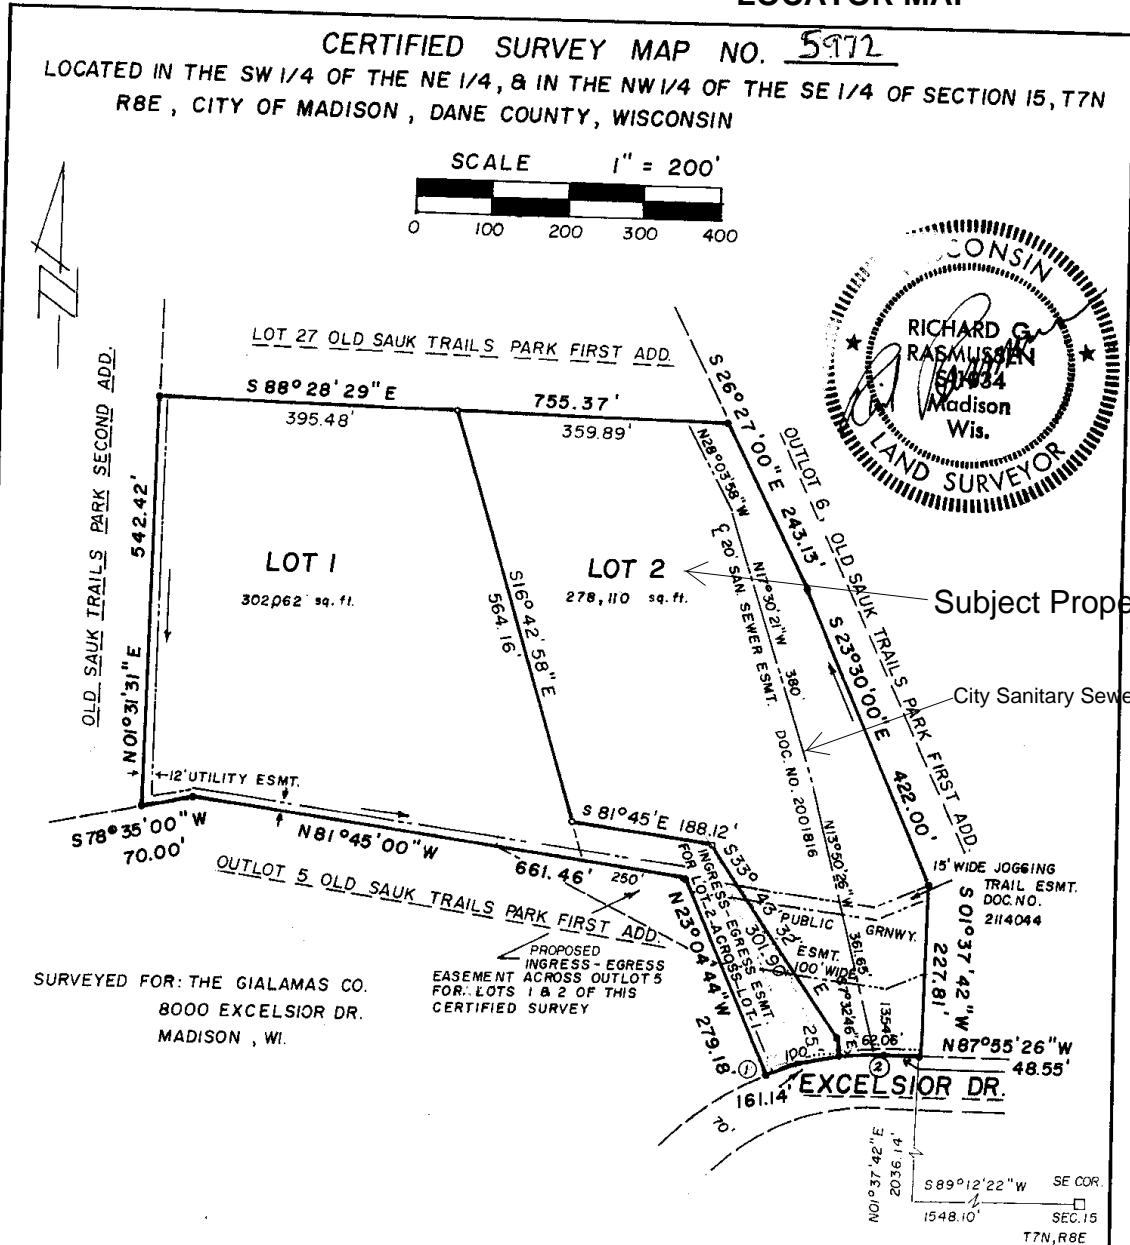 LOCATOR MAP
CERTIFIED SURVEY MAP NO. 5972
LOCATED IN THE SW 1/4 OF THE NE 1/4, & IN THE NW 1/4 OF THE SE 1/4 OF SECTION 15, T7N
R8E, CITY OF MADISON, DANE COUNTY, WISCONSIN
SCALE 1" = 200'
0 100 200 300 400
CONSIN
RICHARD G.
RASMUSSEN
Madison
Wis.
LAND SURVEYOR
LOT 27 OLD SAUK TRAILS PARK FIRST ADD.
S 88° 28' 29" E 755.37'
395.48' 359.89'
OLD SAUK TRAILS PARK SECOND ADD.
542.42'
N01°31'31"E
S 26°27'00"E 243.13'
OUTLOT 6, OLD SAUK TRAILS PARK FIRST ADD.
N28°03'58"W
℄ 20' SAN. SEWER ESMT. DOC. NO. 2001816
N17°30'21"W 380'
LOT 1
302,062 sq. ft.
LOT 2
278,110 sq. ft.
Subject Prope
S16°42'58"E
564.16'
S 23°30'00"E 422.00'
City Sanitary Sewe
12' UTILITY ESMT.
S78°35'00"W
70.00'
N81°45'00"W 661.46'
250'
S 81°45'E 188.12'
OUTLOT 5 OLD SAUK TRAILS PARK FIRST ADD.
S33°43'32"E
301.90'
INGRESS-EGRESS ESMT.
FOR LOT 2 ACROSS LOT 1
N13°50'26"W 361.65'
15' WIDE JOGGING
TRAIL ESMT.
DOC. NO.
2114044
PUBLIC GRNWY.
ESMT.
100' WIDE
S 01°37'42"W
227.81'
PROPOSED
INGRESS-EGRESS
EASEMENT ACROSS OUTLOT 5
FOR LOTS 1 & 2 OF THIS
CERTIFIED SURVEY
N 23°04'44"W
279.18'
SURVEYED FOR: THE GIALAMAS CO.
8000 EXCELSIOR DR.
MADISON, WI.
25'
100'
62.06'
N87°55'26"W
48.55'
1
2
161.14'
EXCELSIOR DR.
70'
N01°37'42"E
2036.14'
S89°12'22"W
1548.10'
SE COR.
SEC. 15
T7N, R8E